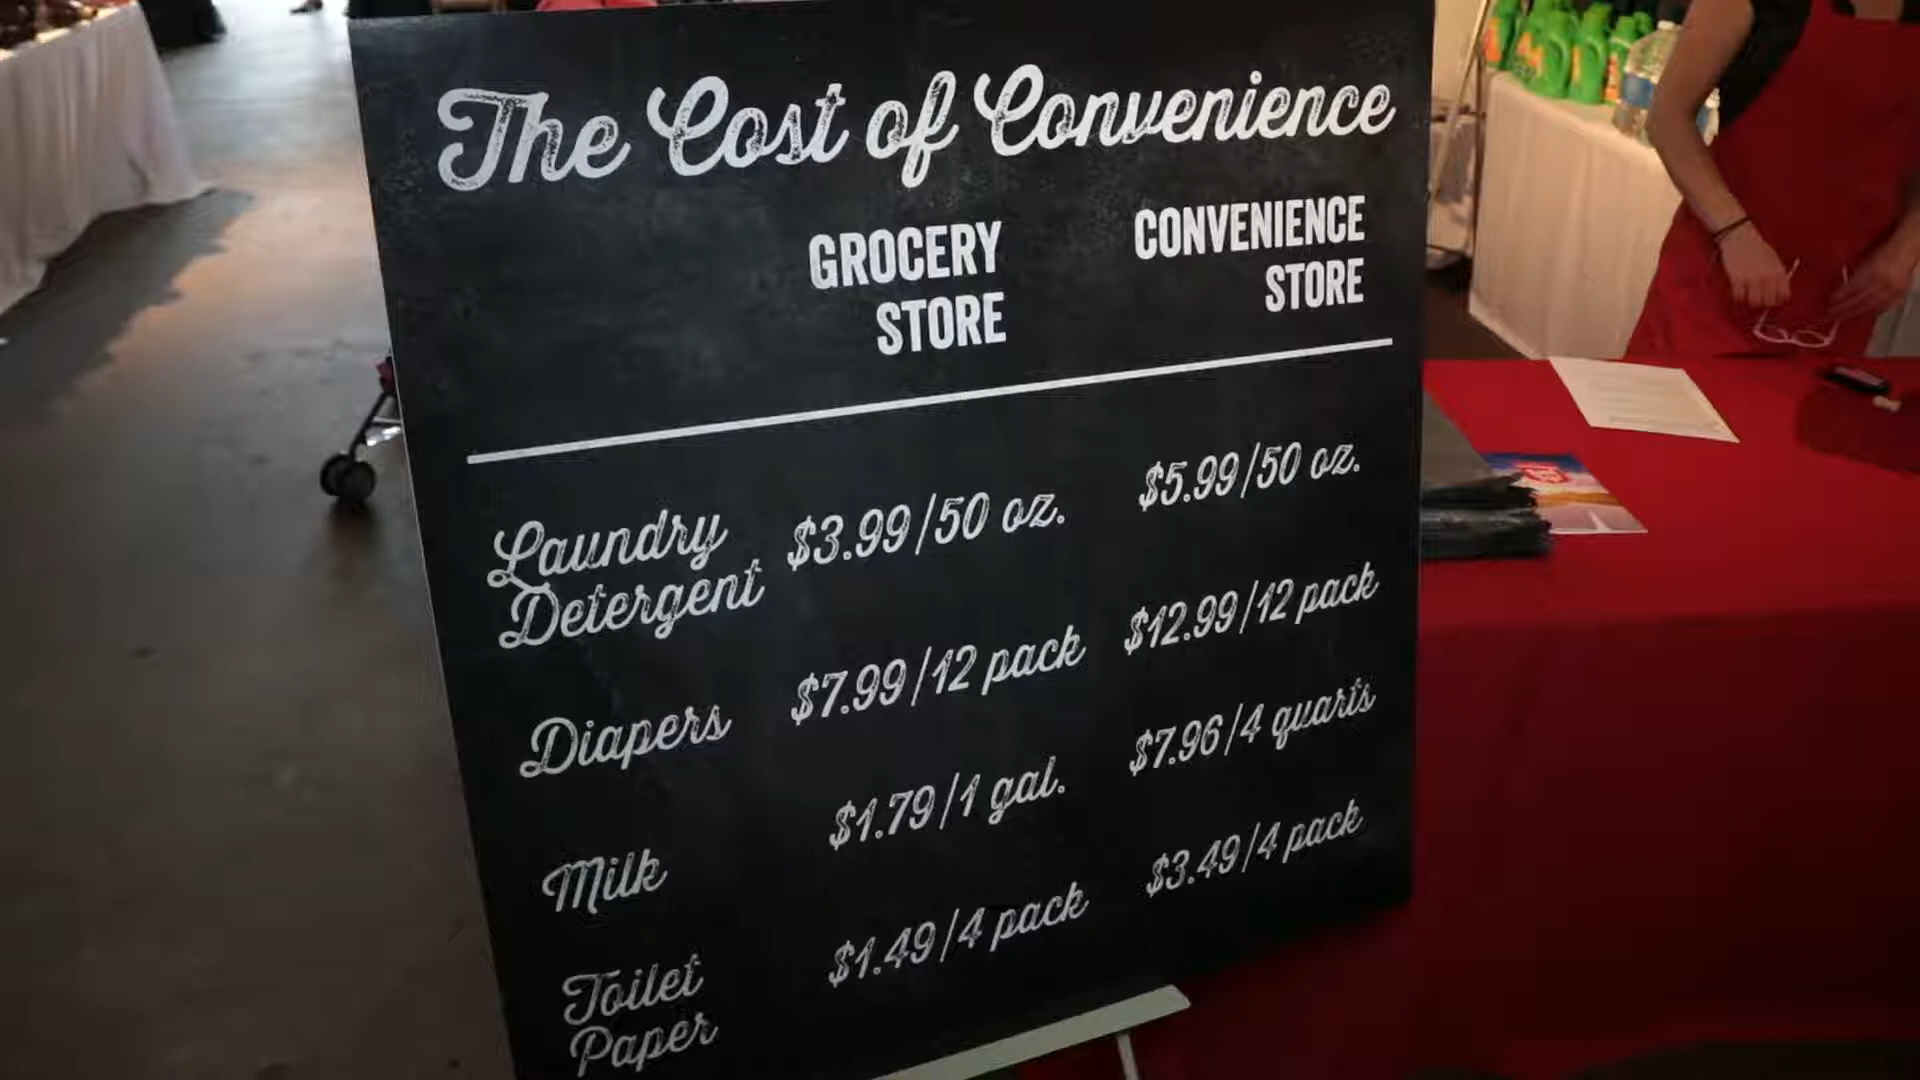 The Cost of Convenience
GROCERY
STORE
CONVENIENCE
STORE
Laundry
Detergent
$3.99/50 oz.
$5.99/50 oz.
Diapers
$7.99/12 pack
$12.99/12 pack
Milk
$1.79/1 gal.
$7.96/4 quarts
Toilet
Paper
$1.49/4 pack
$3.49/4 pack